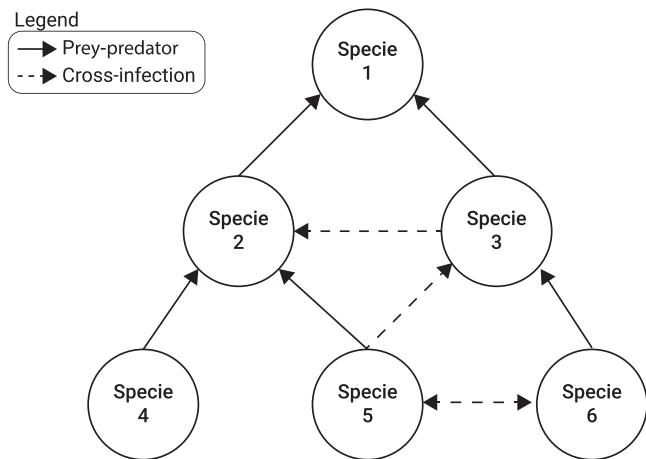 Legend
Prey-predator
Cross-infection
Specie
1
Specie
2
Specie
3
Specie
4
Specie
5
Specie
6